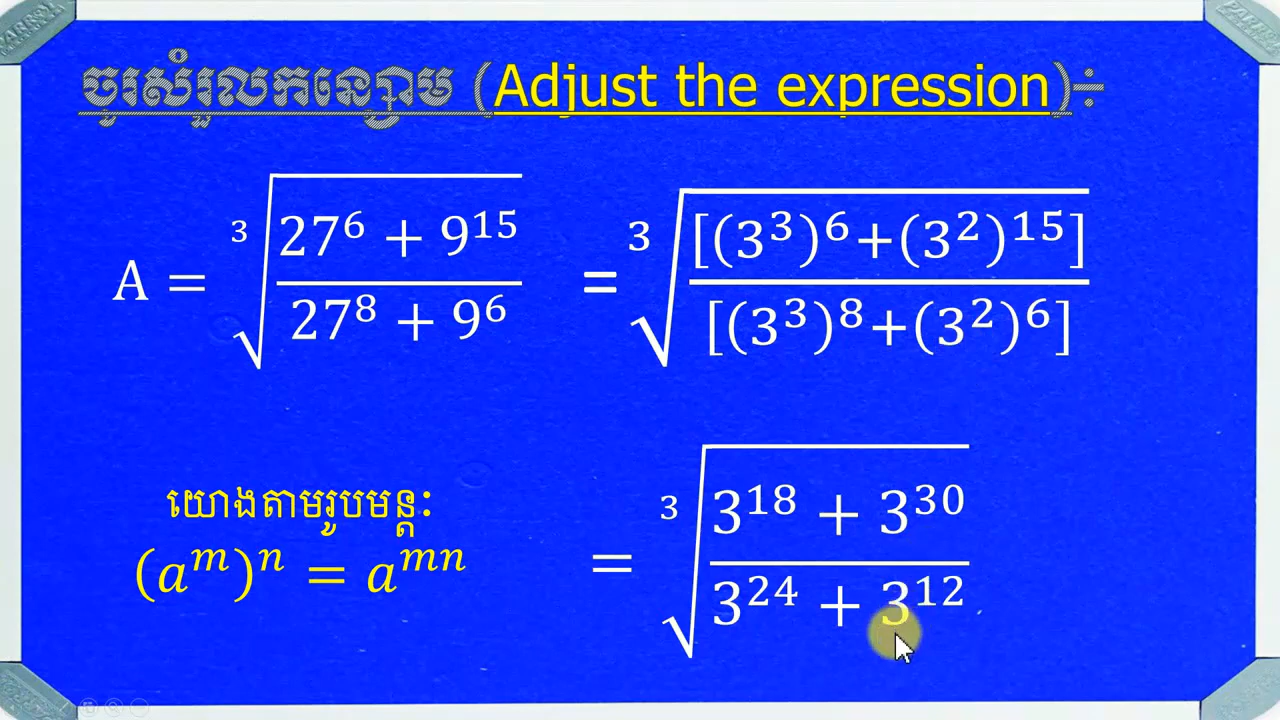 ចូរសំរួលកន្សោម (Adjust the expression)÷
A = ∛((27⁶ + 9¹⁵)/(27⁸ + 9⁶)) = ∛([(3³)⁶+(3²)¹⁵]/[(3³)⁸+(3²)⁶])
យោងតាមរូបមន្តៈ
(aᵐ)ⁿ = aᵐⁿ
= ∛((3¹⁸ + 3³⁰)/(3²⁴ + 3¹²))